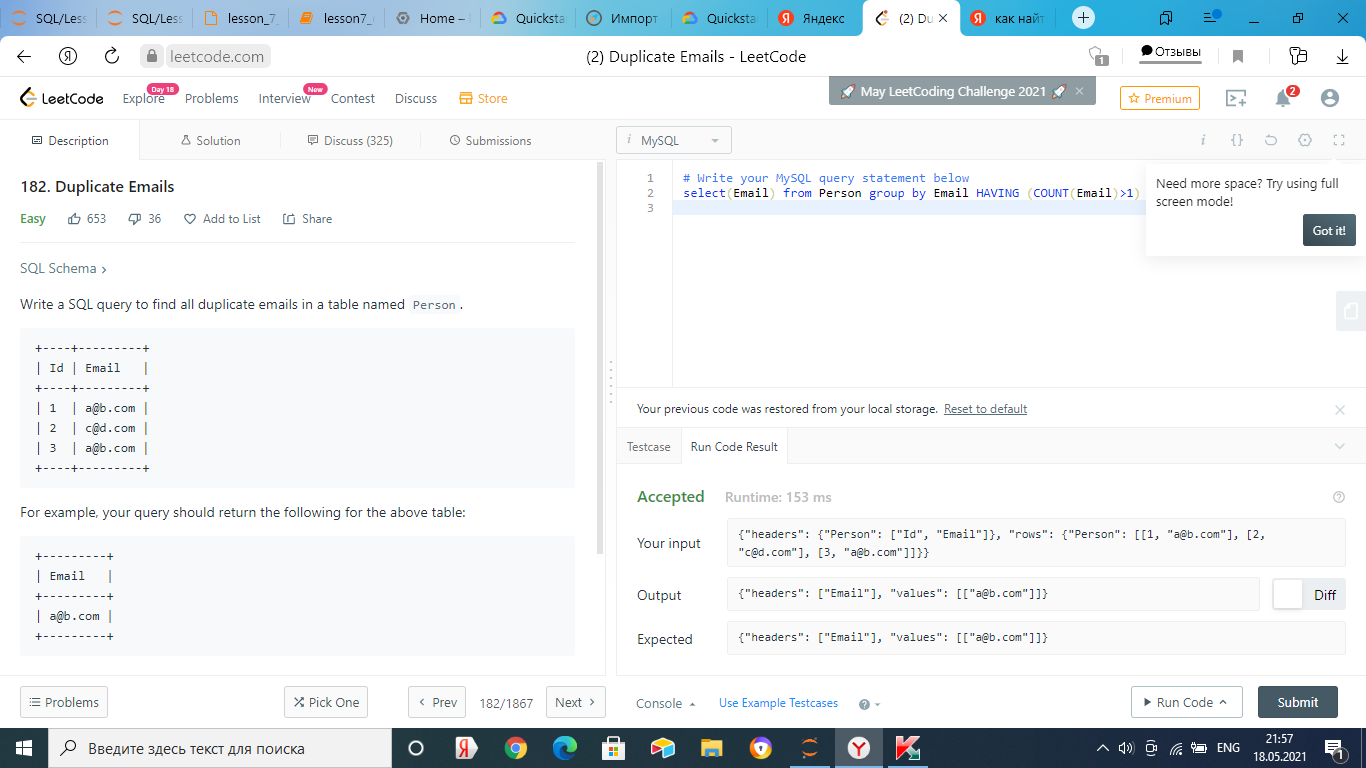 SQL/Less
SQL/Less
lesson_7_
lesson7_
Home –
Quicksta
Импорт
Quicksta
Яндекс
(2) Du
как найт
leetcode.com
(2) Duplicate Emails - LeetCode
1
Отзывы
LeetCode
Explore
Day 18
Problems
Interview
New
Contest
Discuss
Store
🚀 May LeetCoding Challenge 2021 🚀 ×
Premium
2
Description
Solution
Discuss (325)
Submissions
182. Duplicate Emails
Easy 653 36 Add to List Share
SQL Schema ›
Write a SQL query to find all duplicate emails in a table named Person.
+----+---------+
| Id | Email   |
+----+---------+
| 1  | a@b.com |
| 2  | c@d.com |
| 3  | a@b.com |
+----+---------+
For example, your query should return the following for the above table:
+---------+
| Email   |
+---------+
| a@b.com |
+---------+
Problems
Pick One
‹ Prev
182/1867
Next ›
i MySQL
1 # Write your MySQL query statement below
2 select(Email) from Person group by Email HAVING (COUNT(Email)>1)
3
Need more space? Try using full
screen mode!
Got it!
Your previous code was restored from your local storage. Reset to default
Testcase
Run Code Result
Accepted Runtime: 153 ms
Your input
{"headers": {"Person": ["Id", "Email"]}, "rows": {"Person": [[1, "a@b.com"], [2,
"c@d.com"], [3, "a@b.com"]]}}
Output
{"headers": ["Email"], "values": [["a@b.com"]]}
Diff
Expected
{"headers": ["Email"], "values": [["a@b.com"]]}
Console
Use Example Testcases
Run Code
Submit
Введите здесь текст для поиска
ENG
21:57
18.05.2021
1